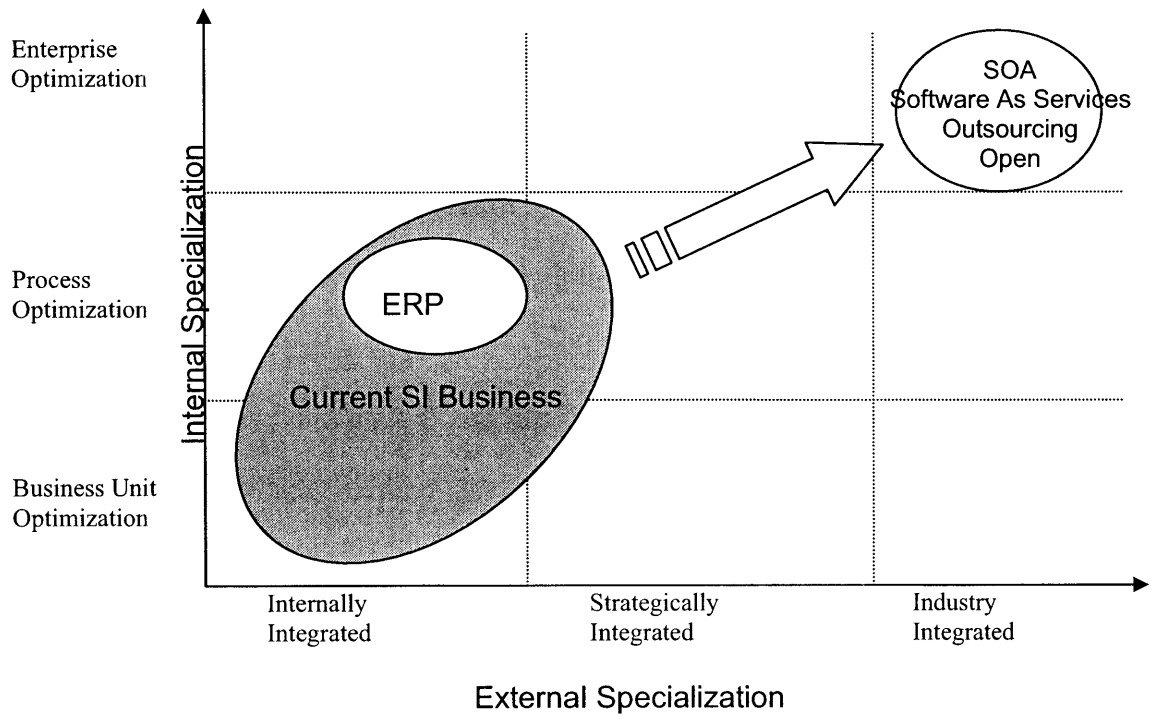 Enterprise
Optimization
SOA
Software As Services
Outsourcing
Open
Internal Specialization
Process
Optimization
ERP
Current SI Business
Business Unit
Optimization
Internally
Integrated
Strategically
Integrated
Industry
Integrated
External Specialization